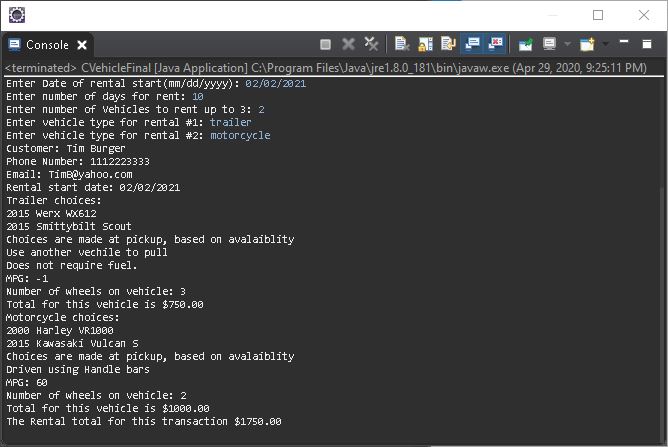 Console
<terminated> CVehicleFinal [Java Application] C:\Program Files\Java\jre1.8.0_181\bin\javaw.exe (Apr 29, 2020, 9:25:11 PM)
Enter Date of rental start(mm/dd/yyyy): 02/02/2021
Enter number of days for rent: 10
Enter number of Vehicles to rent up to 3: 2
Enter vehicle type for rental #1: trailer
Enter vehicle type for rental #2: motorcycle
Customer: Tim Burger
Phone Number: 1112223333
Email: TimB@yahoo.com
Rental start date: 02/02/2021
Trailer choices:
2015 Werx WX612
2015 Smittybilt Scout
Choices are made at pickup, based on avalaiblity
Use another vechile to pull
Does not require fuel.
MPG: -1
Number of wheels on vehicle: 3
Total for this vehicle is $750.00
Motorcycle choices:
2000 Harley VR1000
2015 Kawasaki Vulcan S
Choices are made at pickup, based on avalaiblity
Driven using Handle bars
MPG: 60
Number of wheels on vehicle: 2
Total for this vehicle is $1000.00
The Rental total for this transaction $1750.00